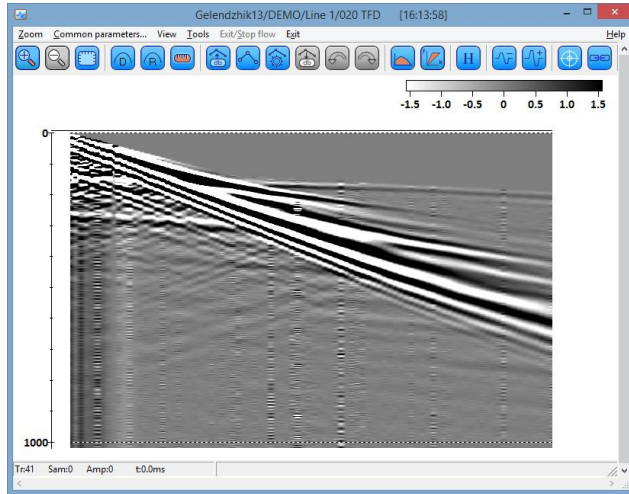 Gelendzhik13/DEMO/Line 1/020 TFD [16:13:58]
Zoom Common parameters... View Tools Exit/Stop flow Exit Help
D R db H db
-1.5 -1.0 -0.5 0 0.5 1.0 1.5
0
1000
Tr:41 Sam:0 Amp:0 t:0.0ms